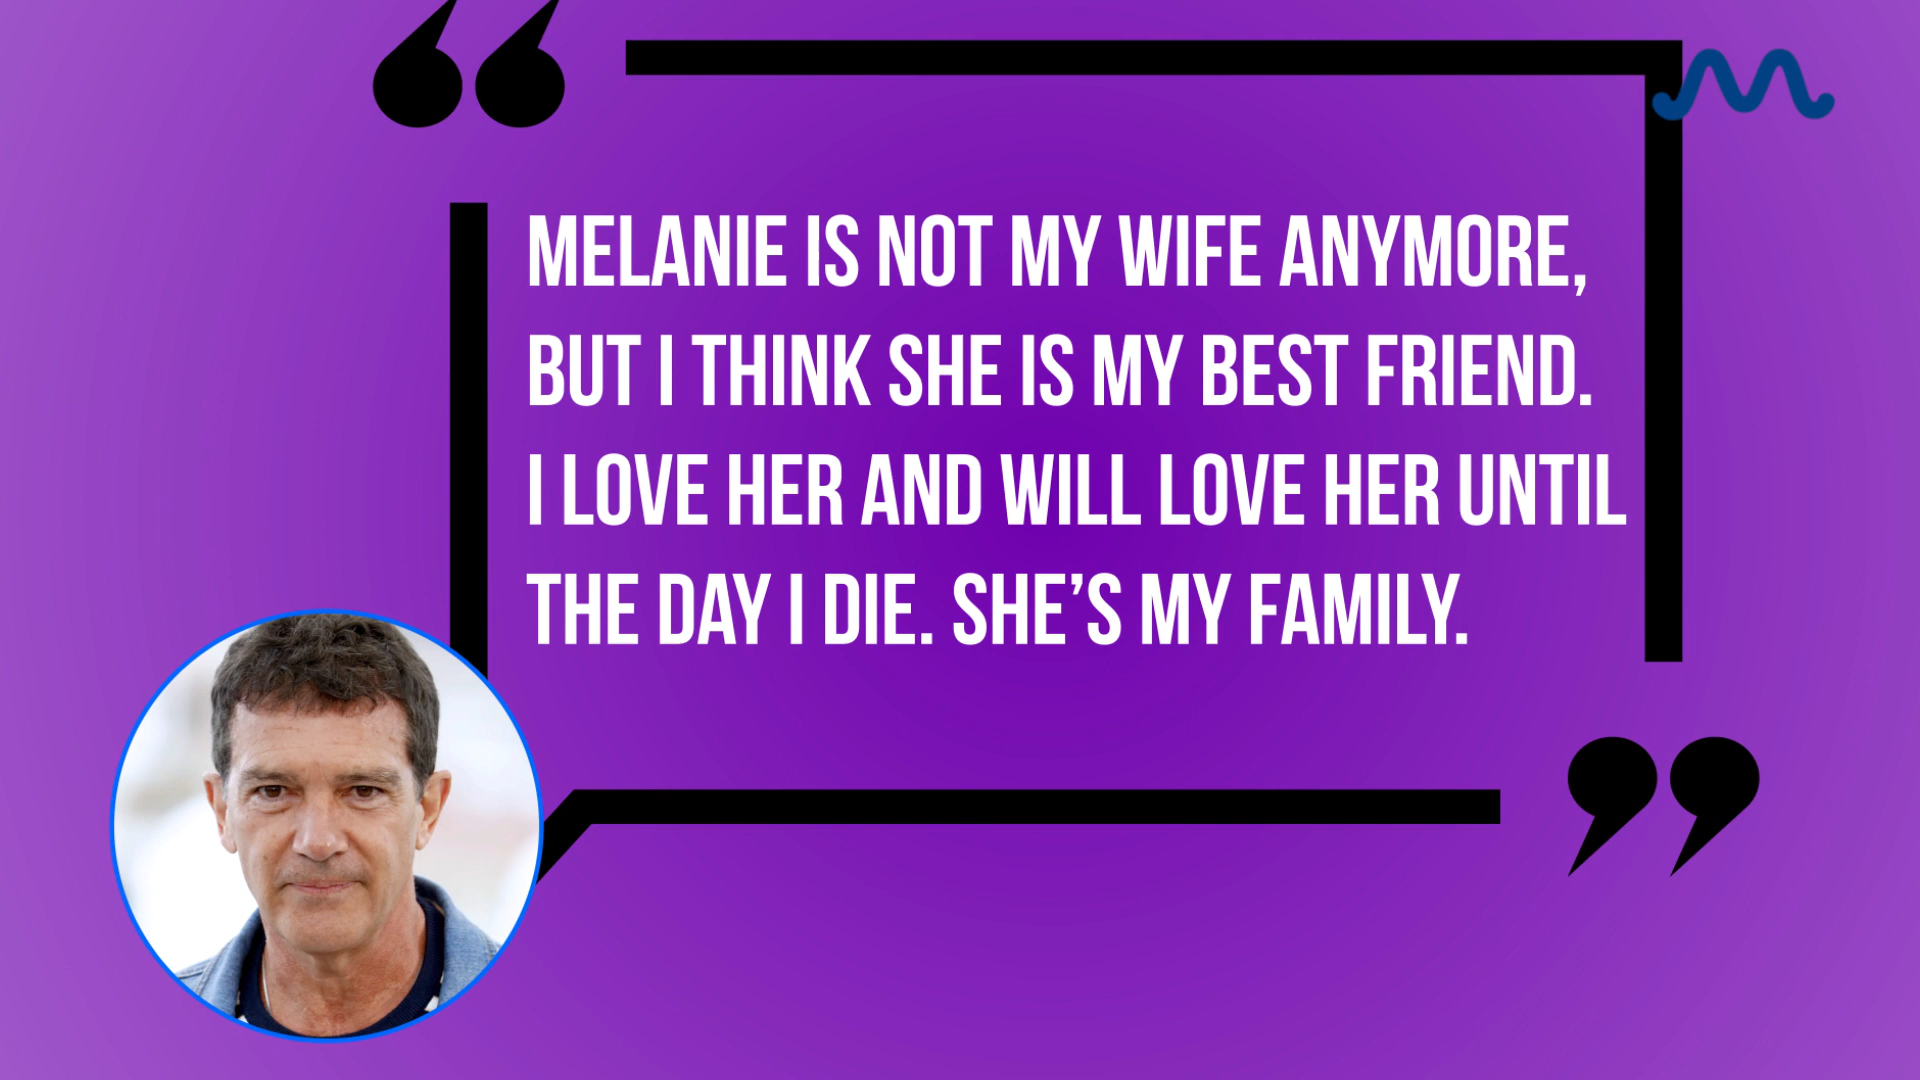 MELANIE IS NOT MY WIFE ANYMORE,
BUT I THINK SHE IS MY BEST FRIEND.
I LOVE HER AND WILL LOVE HER UNTIL
THE DAY I DIE. SHE’S MY FAMILY.